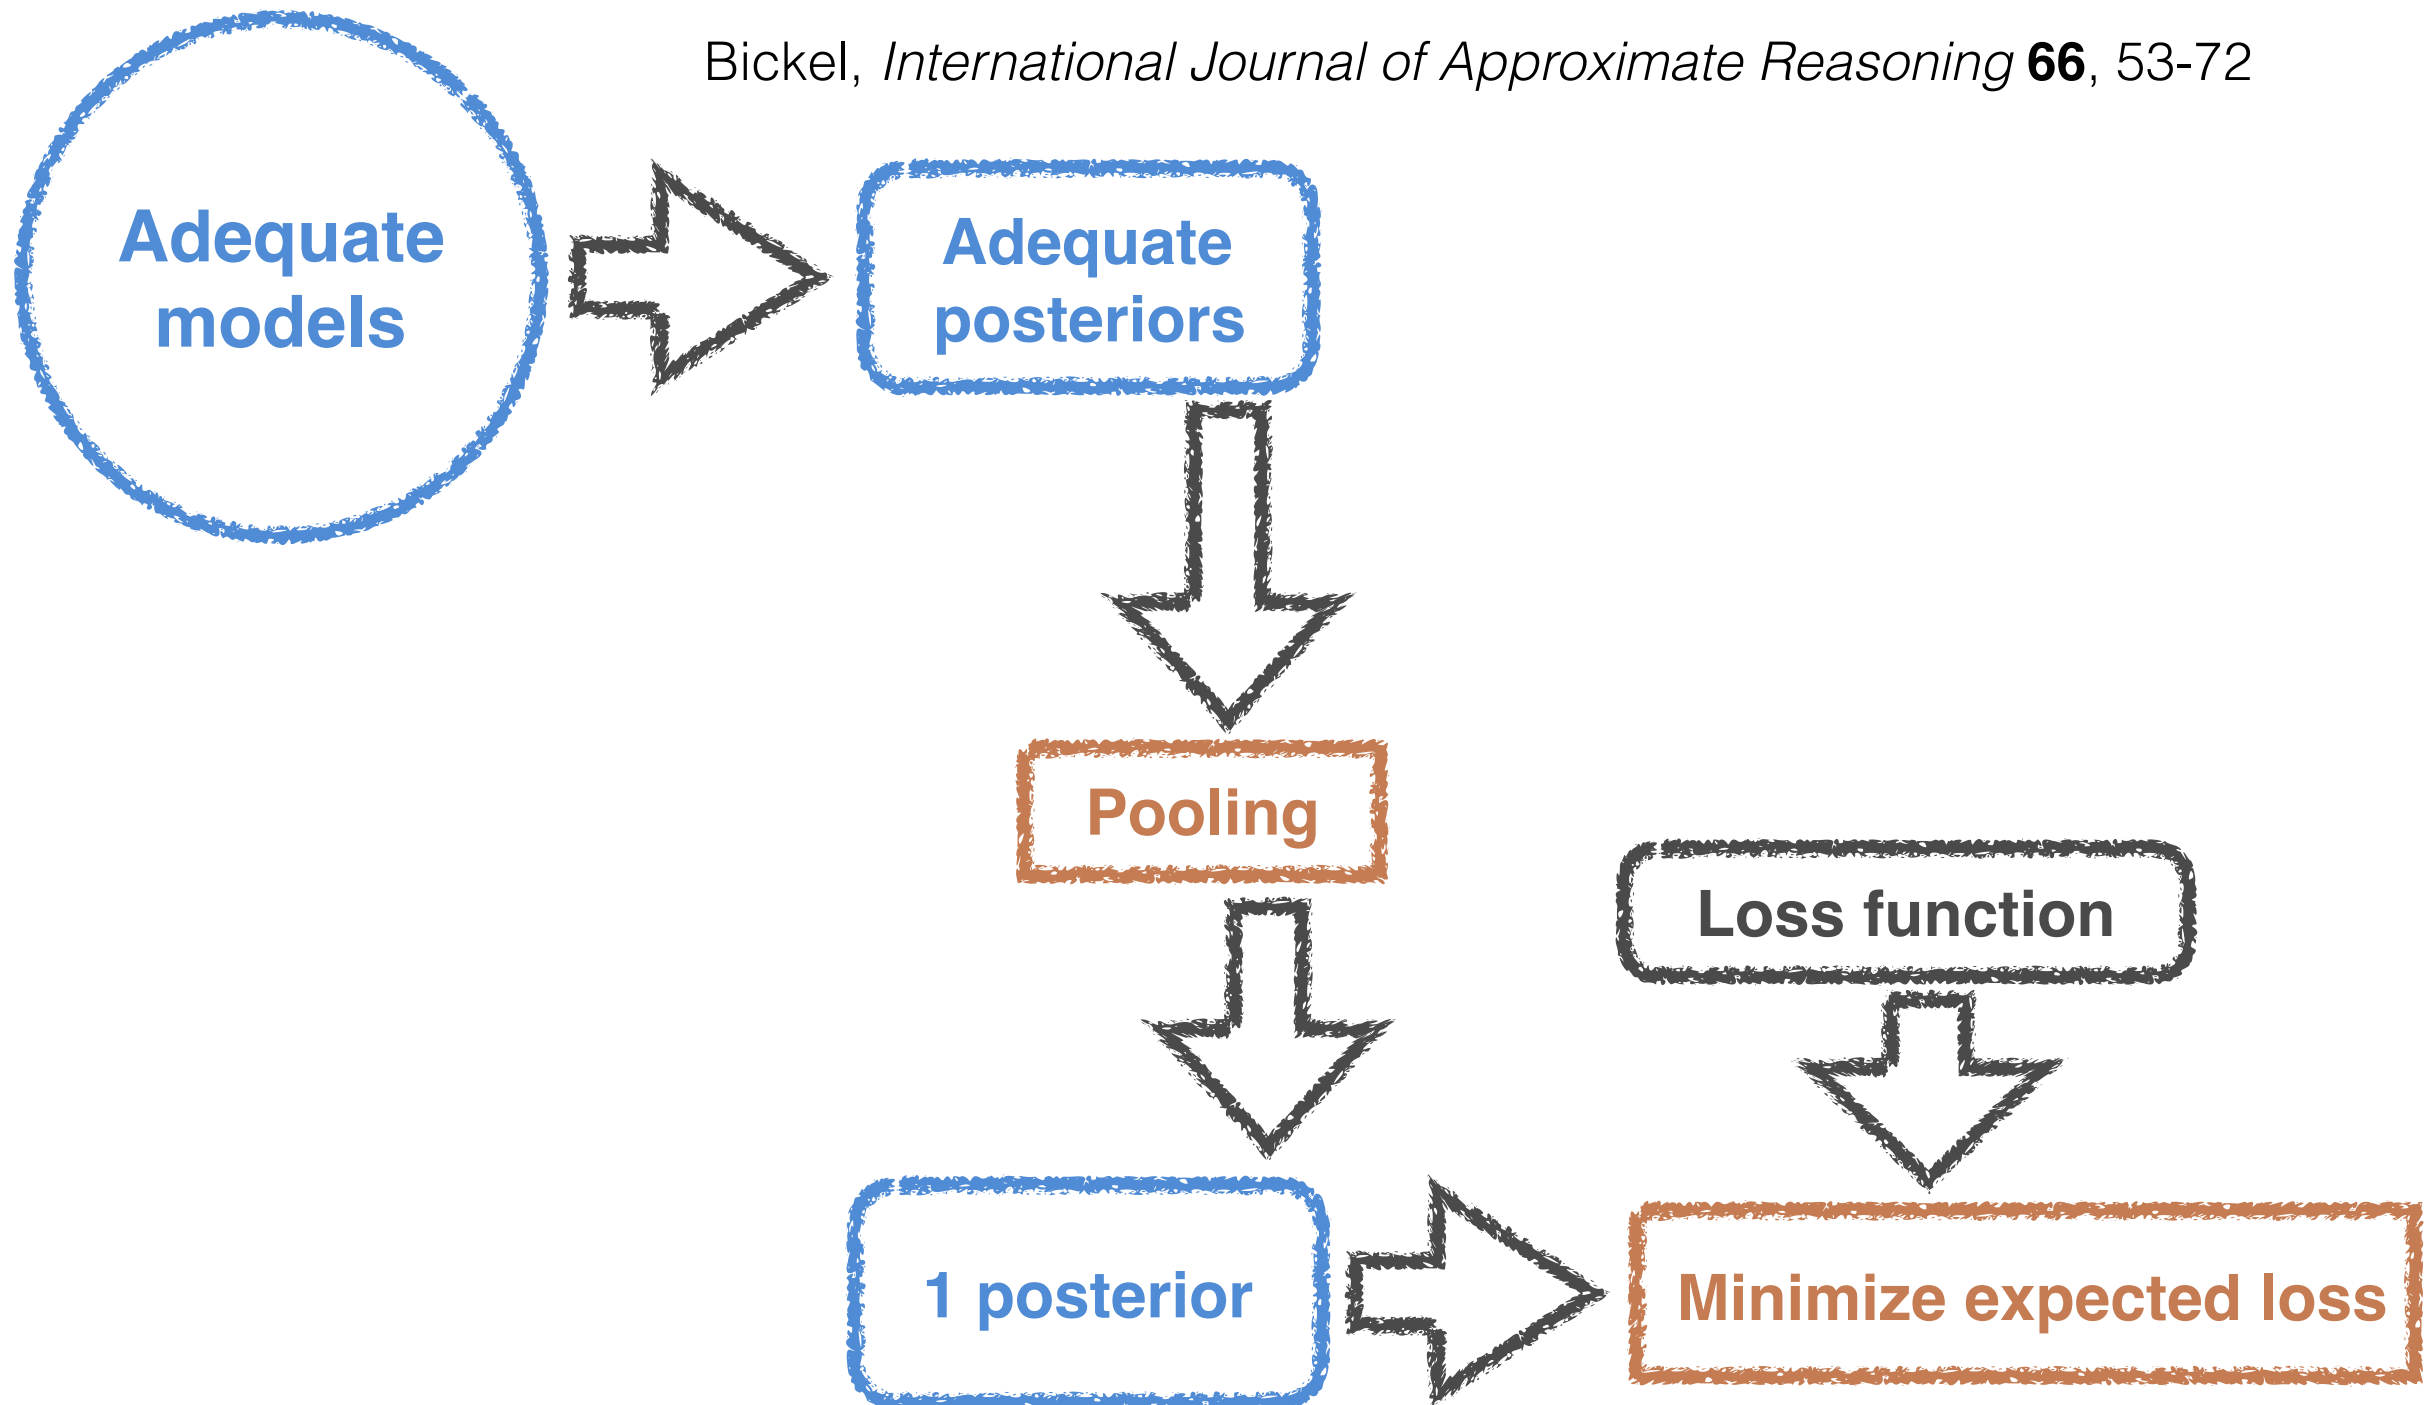 Bickel, International Journal of Approximate Reasoning 66, 53-72
Adequate
models
Adequate
posteriors
Pooling
Loss function
1 posterior
Minimize expected loss